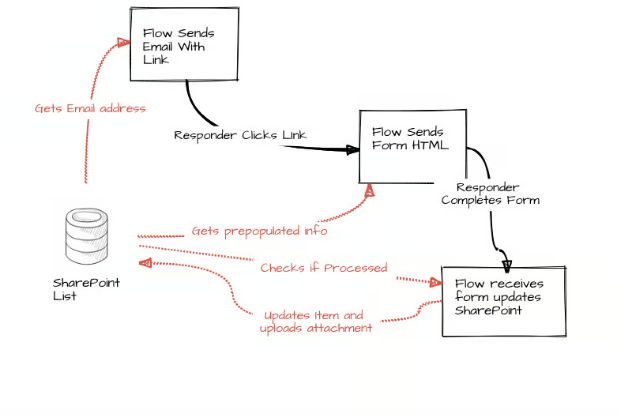 Flow Sends
Email With
Link
Gets Email address
Responder Clicks Link
Flow Sends
Form HTML
Responder
Completes Form
Gets prepopulated info
Checks if Processed
SharePoint
List
Flow receives
form updates
SharePoint
Updates Item and
uploads attachment